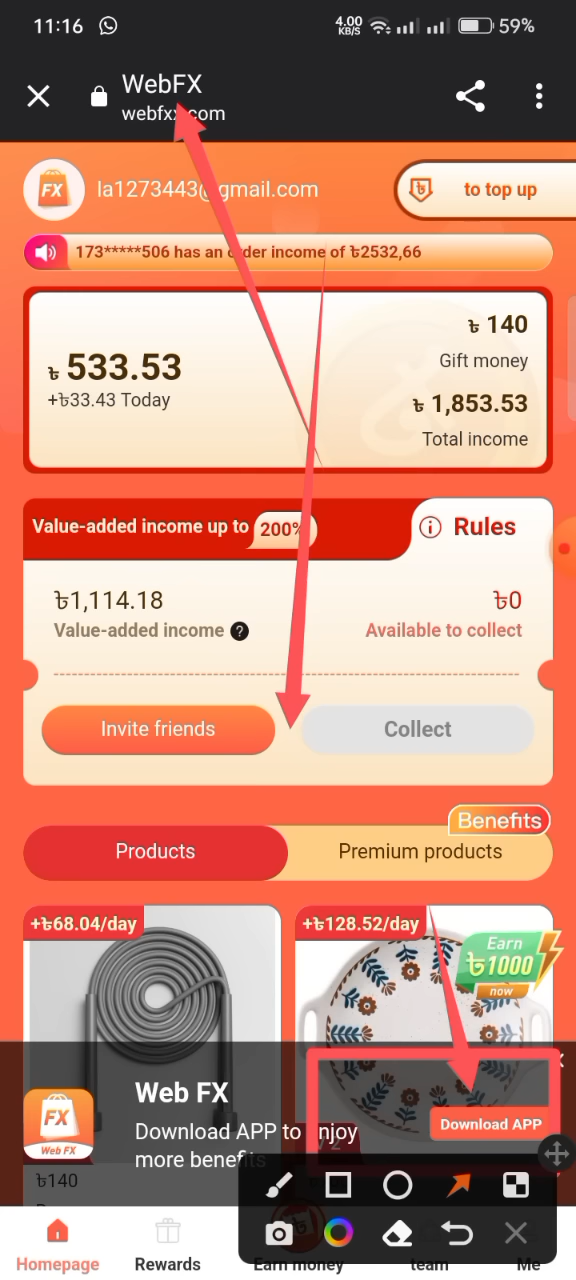 11:16
4.00
KB/S
59%
WebFX
FX
la1273443@gmail.com
to top up
173*****506 has an order income of ৳2532,66
৳ 533.53
+৳33.43 Today
৳ 140
Gift money
৳ 1,853.53
Total income
Value-added income up to 200%
Rules
৳1,114.18
Value-added income ?
৳0
Available to collect
Invite friends
Collect
Benefits
Products
Premium products
+৳68.04/day
+৳128.52/day
Earn
৳1000
now
FX
Web FX
Web FX
Download APP to enjoy
more benefits
Download APP
৳140
Homepage
Rewards
Earn money
team
Me